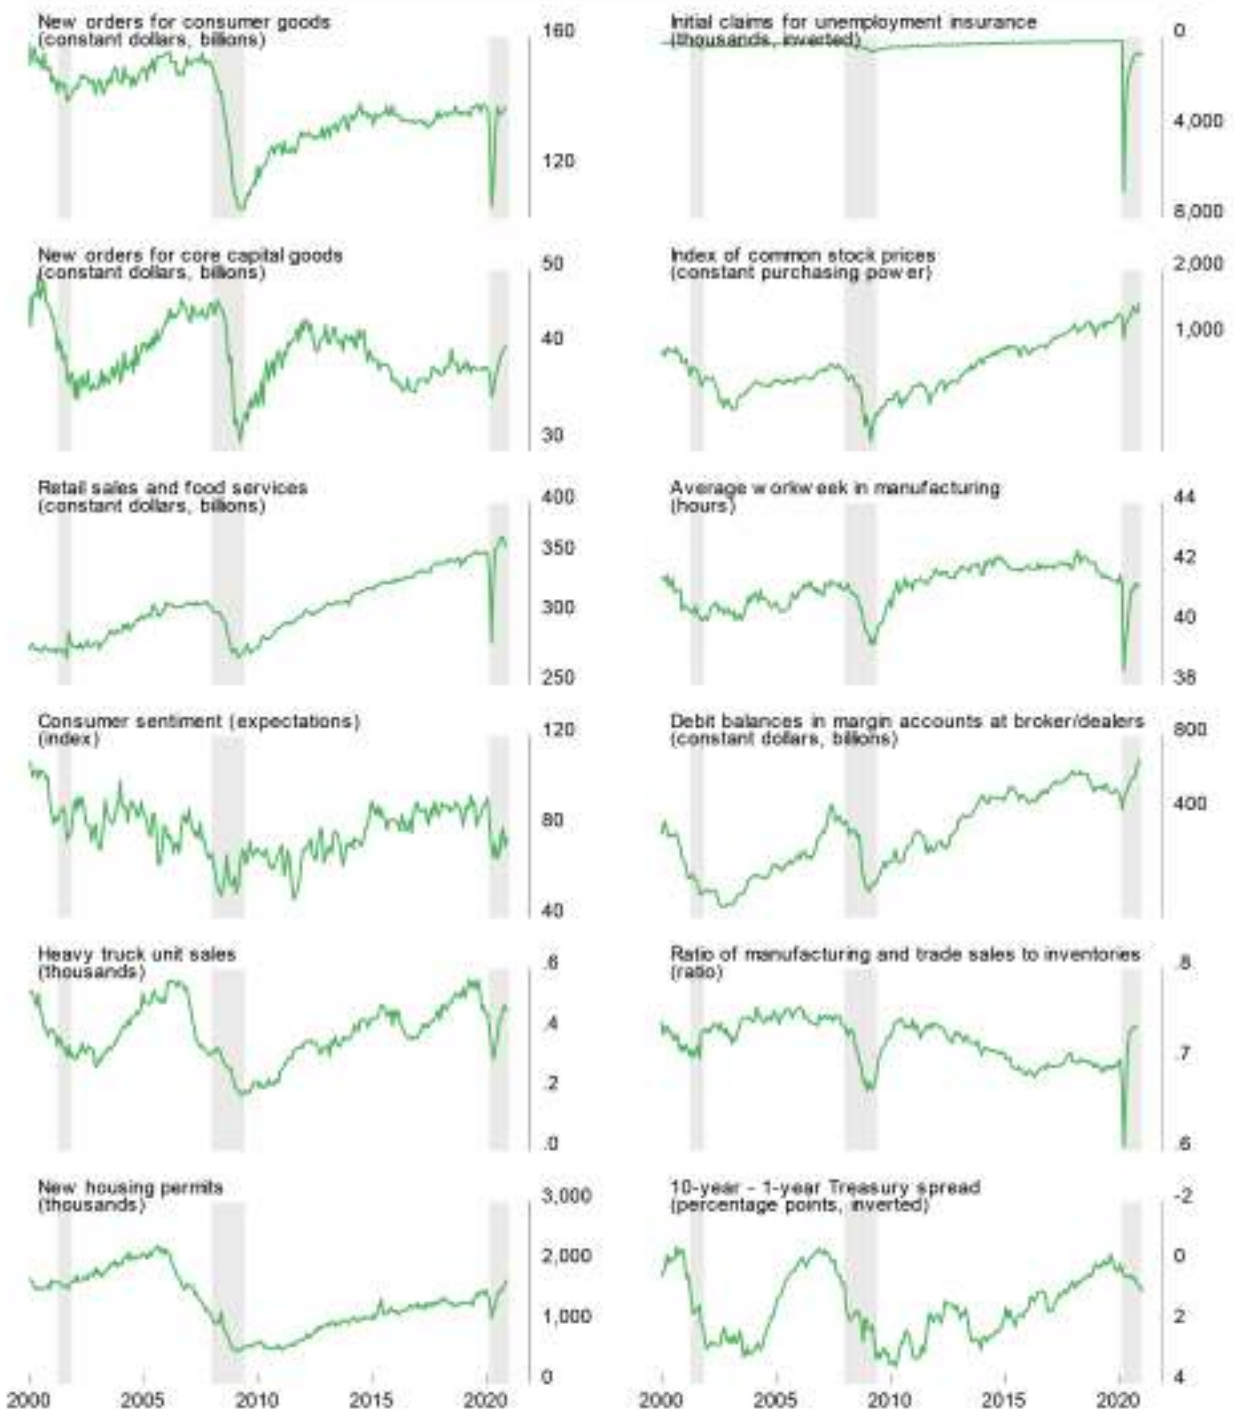 New orders for consumer goods
(constant dollars, billions)
160
120
Initial claims for unemployment insurance
(thousands, inverted)
0
4,000
8,000
New orders for core capital goods
(constant dollars, billions)
50
40
30
Index of common stock prices
(constant purchasing power)
2,000
1,000
Retail sales and food services
(constant dollars, billions)
400
350
300
250
Average workweek in manufacturing
(hours)
44
42
40
38
Consumer sentiment (expectations)
(index)
120
80
40
Debit balances in margin accounts at broker/dealers
(constant dollars, billions)
800
400
Heavy truck unit sales
(thousands)
.6
.4
.2
.0
Ratio of manufacturing and trade sales to inventories
(ratio)
.8
.7
.6
New housing permits
(thousands)
3,000
2,000
1,000
0
2000 2005 2010 2015 2020
10-year - 1-year Treasury spread
(percentage points, inverted)
-2
0
2
4
2000 2005 2010 2015 2020